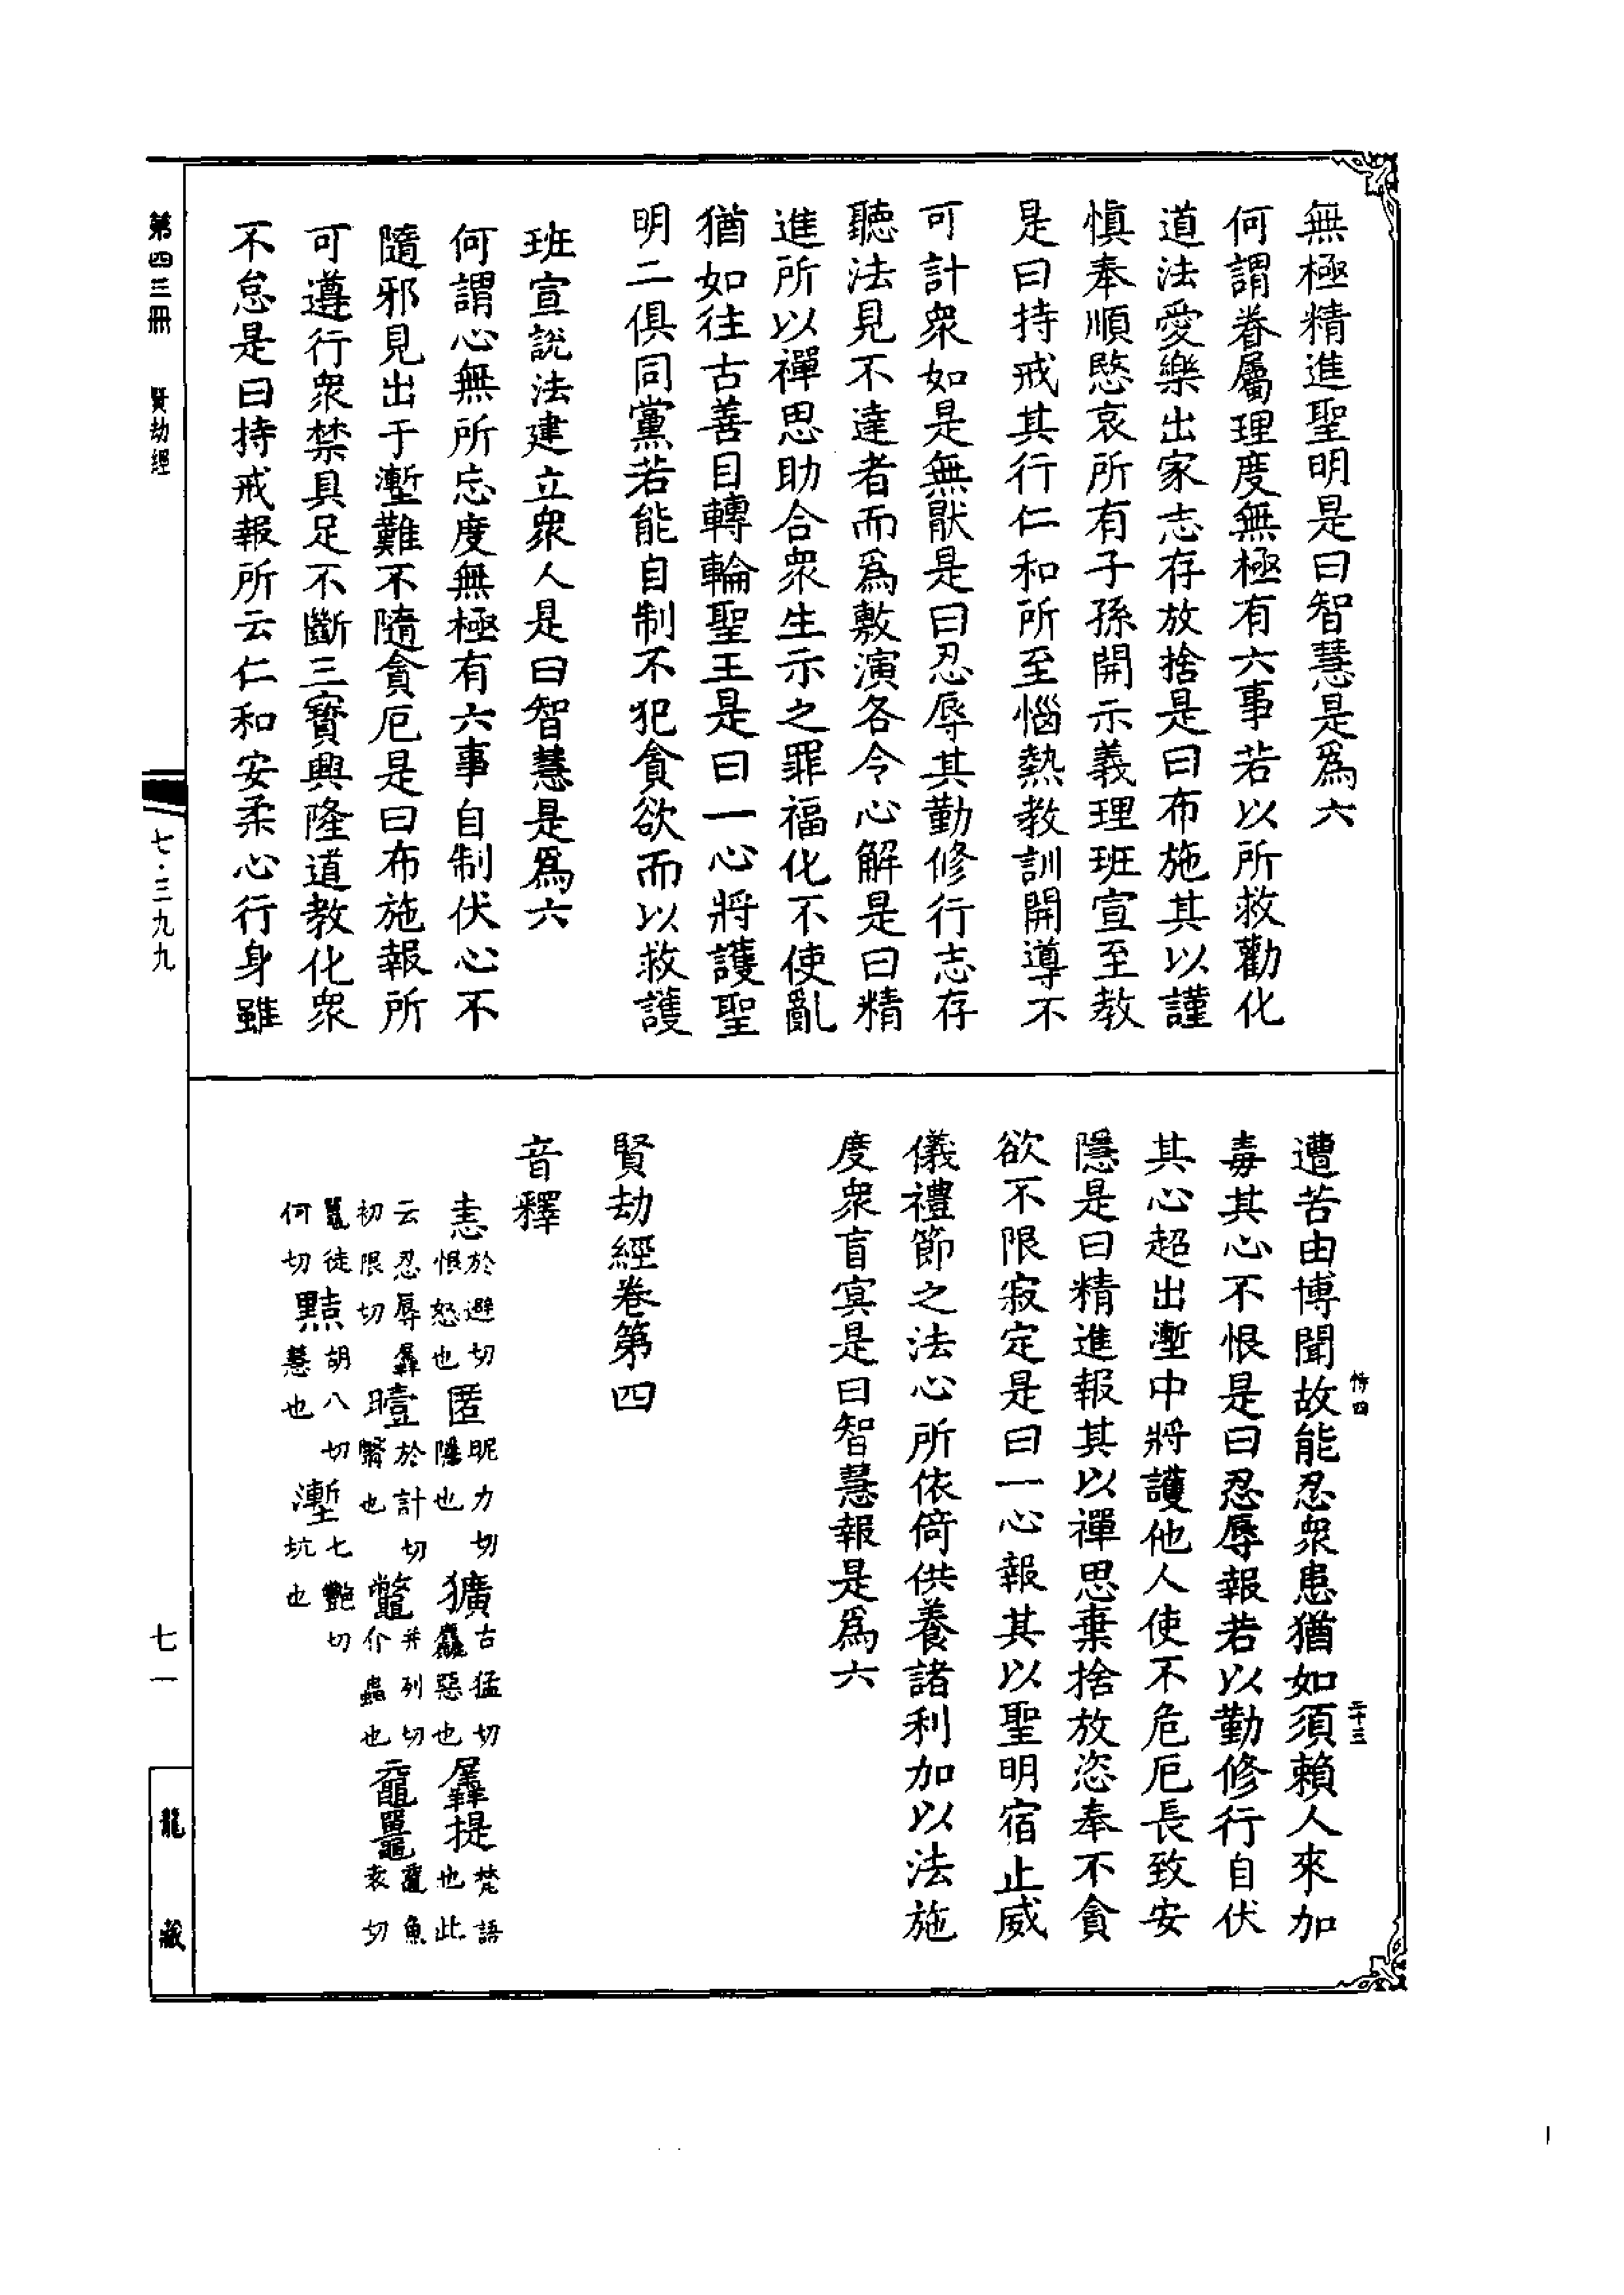 無極精進聖明是曰智慧是爲六
何謂眷屬理度無極有六事若以所救勸化
道法愛樂出家志存放捨是曰布施其以謹
慎奉順愍哀所有子孫開示義理班宣至教
是曰持戒其行仁和所至惱熱教訓開導不
可計衆如是無猒是曰忍辱其勤修行志存
聽法見不達者而爲敷演各令心解是曰精
進所以禪思助合衆生示之罪福化不使亂
猶如往古善目轉輪聖王是曰一心將護聖
明二俱同黨若能自制不犯貪欲而以救護
班宣說法建立衆人是曰智慧是爲六
何謂心無所忘度無極有六事自制伏心不
隨邪見出于壍難不隨貪厄是曰布施報所
可遵行衆禁具足不斷三寶興隆道教化衆
不怠是曰持戒報所云仁和安柔心行身雖
遭苦由博聞故能忍衆患猶如須賴人來加
毒其心不恨是曰忍辱報若以勤修行自伏
其心超出壍中將護他人使不危厄長致安
隱是曰精進報其以禪思棄捨放恣奉不貪
欲不限寂定是曰一心報其以聖明宿止威
儀禮節之法心所依倚供養諸利加以法施
度衆盲冥是曰智慧報是爲六
賢劫經卷第四
音釋
恚於避切恨怒也匿昵力切隱也獷古猛切麤惡也羼提梵語也此
云忍辱羼初限切曀於計切翳也鼈并列切介蟲也黿鼉黿魚袁切
鼉徒何切黠胡八切慧也壍七豔切坑也
第四三冊
賢劫經
七·三九九
七一
龍藏
二十三